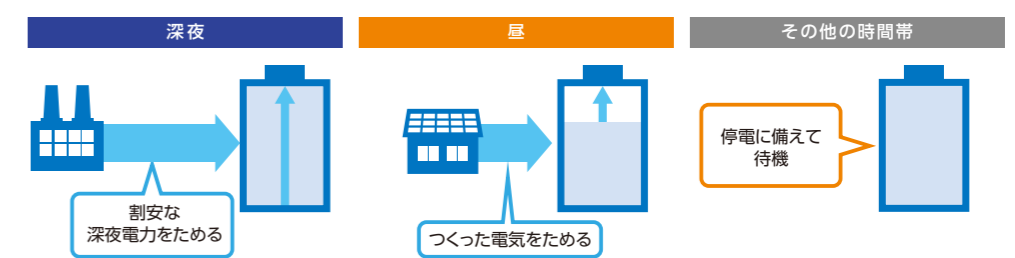 深夜
昼
その他の時間帯
割安な
深夜電力をためる
つくった電気をためる
停電に備えて
待機